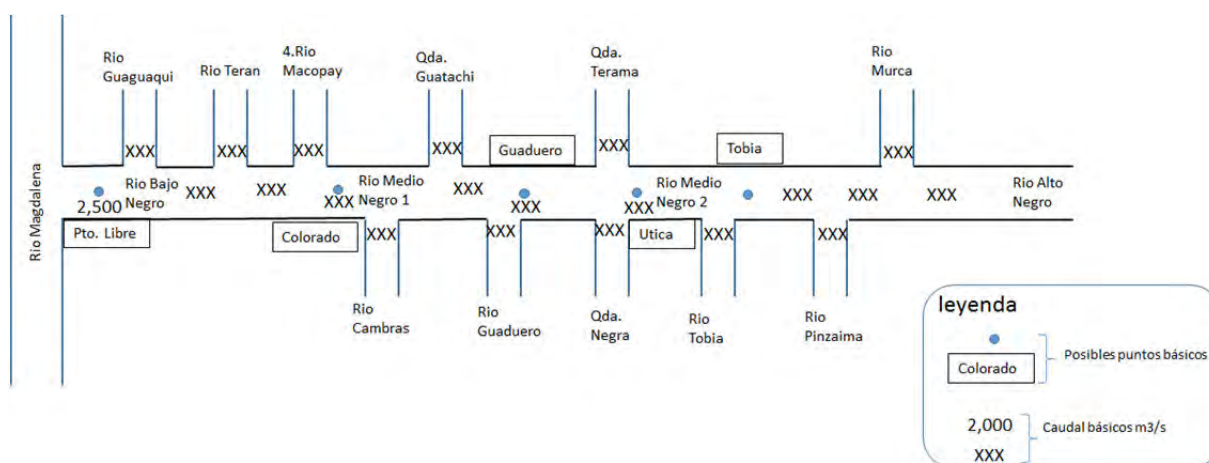 Rio
Guaguaqui
Rio Teran
4.Rio
Macopay
Qda.
Guatachi
Qda.
Terama
Rio
Murca
XXX
XXX
XXX
XXX
Guaduero
XXX
Tobia
XXX
Rio Magdalena
2,500
Rio Bajo
Negro
XXX
XXX
XXX
Rio Medio
Negro 1
XXX
XXX
XXX
Rio Medio
Negro 2
XXX
XXX
XXX
Rio Alto
Negro
Pto. Libre
Colorado
XXX
XXX
XXX
Utica
XXX
XXX
Rio
Cambras
Rio
Guaduero
Qda.
Negra
Rio
Tobia
Rio
Pinzaima
leyenda
Colorado
Posibles puntos básicos
2,000
XXX
Caudal básicos m3/s